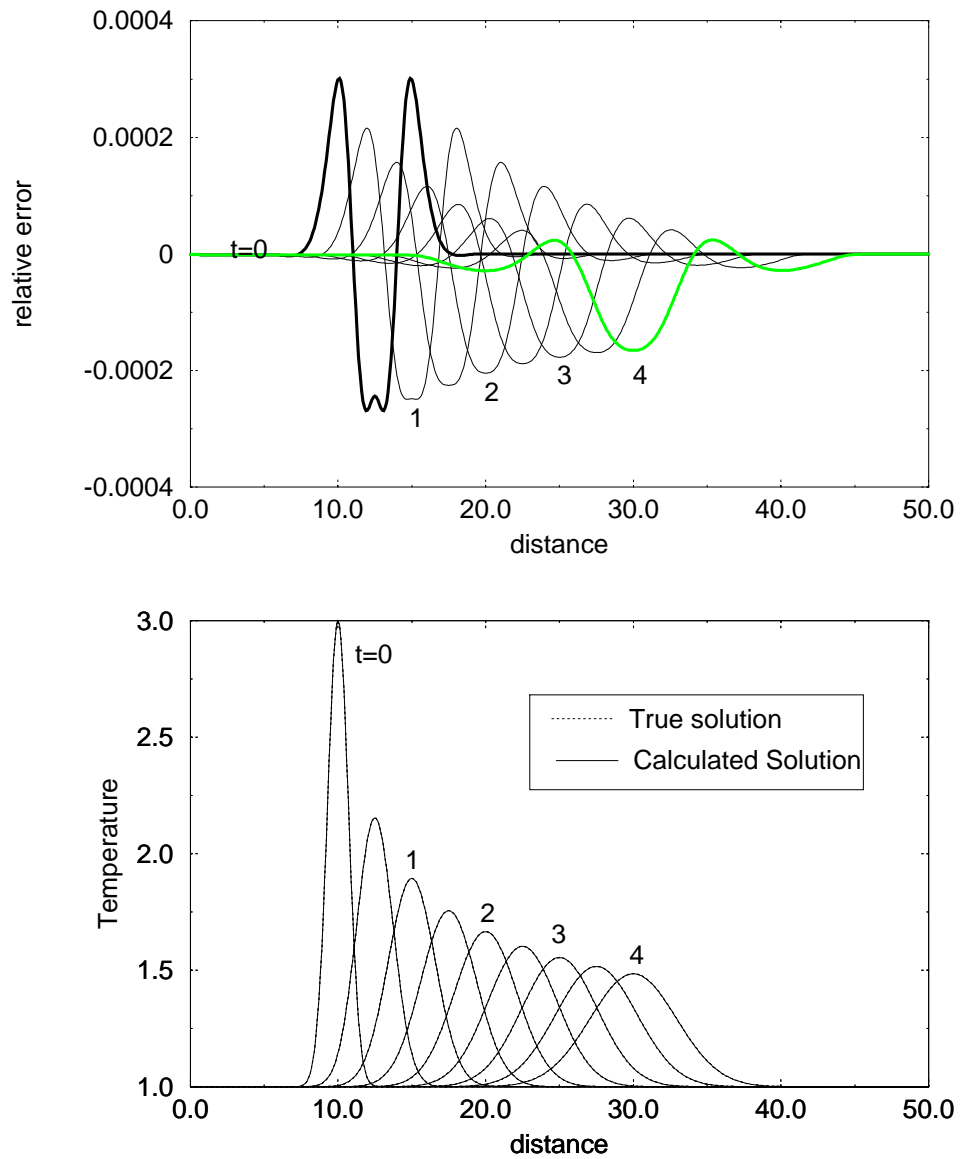 0.0004
0.0002
0
-0.0002
-0.0004
relative error
t=0
1
2
3
4
0.0 10.0 20.0 30.0 40.0 50.0
distance
3.0
2.5
2.0
1.5
1.0
Temperature
t=0
1
2
3
4
True solution
Calculated Solution
0.0 10.0 20.0 30.0 40.0 50.0
distance